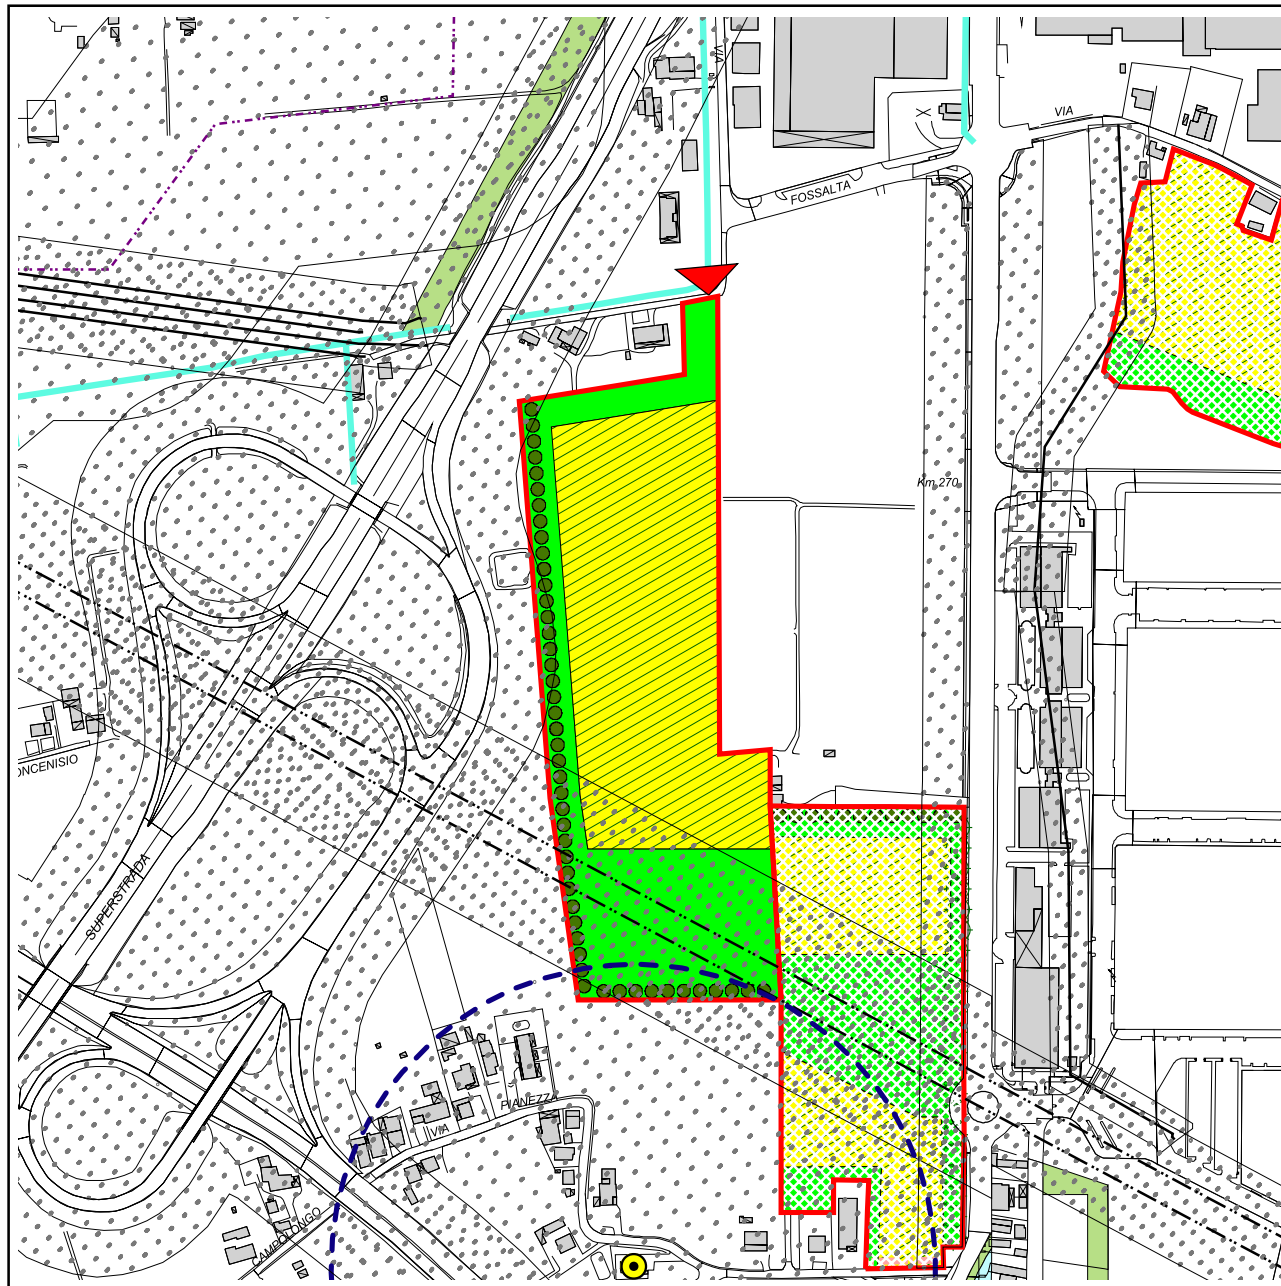 VIA
VIA
FOSSALTA
Km 270
ONCENISIO
SUPERSTRADA
PIANEZZA
VIA
CAMPOLONGO